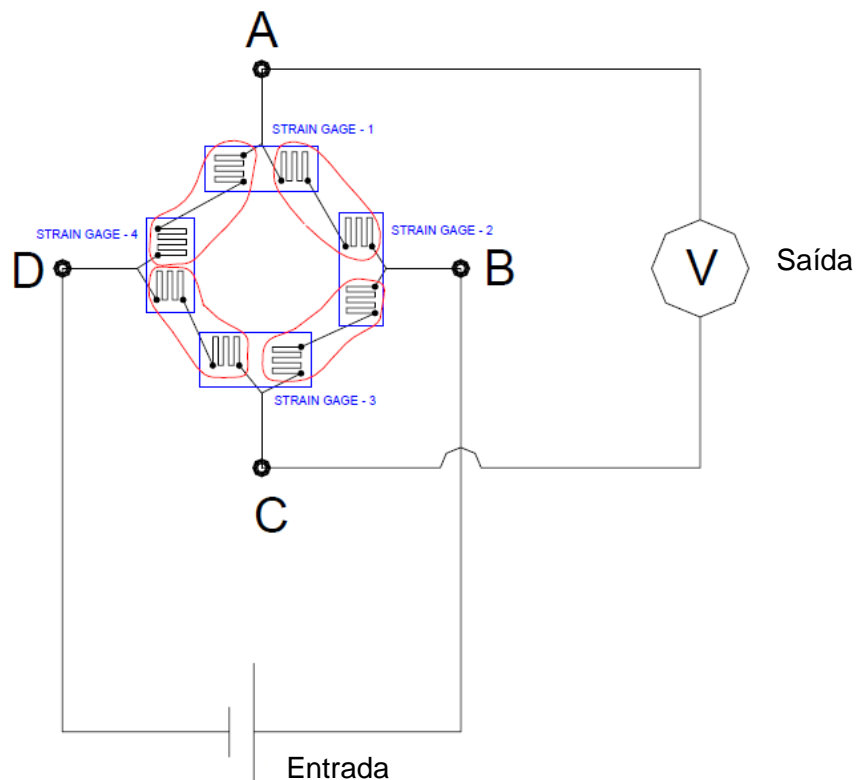 A
STRAIN GAGE - 1
STRAIN GAGE - 4
STRAIN GAGE - 2
D
B
V
Saída
STRAIN GAGE - 3
C
Entrada